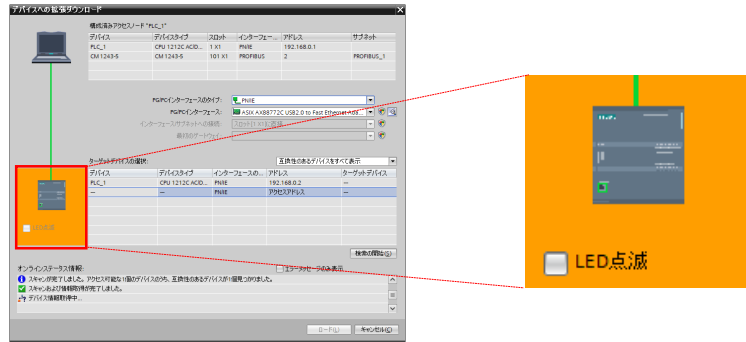 デバイスへの拡張ダウンロード
構成済みアクセスノード "PLC_1"
デバイス デバイスタイプ スロット インターフェー... アドレス サブネット
PLC_1 CPU 1212C AC/D... 1 X1 PN/IE 192.168.0.1
CM 1243-5 CM 1243-5 101 X1 PROFIBUS 2 PROFIBUS_1
PG/PCインターフェースのタイプ: PN/IE
PG/PCインターフェース: ASIX AX88772C USB2.0 to Fast Ethernet Ada...
インターフェース/サブネットへの接続:
最初のゲートウェイ:
ターゲットデバイスの選択: 互換性のあるデバイスをすべて表示
デバイス デバイスタイプ インターフェースの... アドレス ターゲットデバイス
PLC_1 CPU 1212C AC/D... PN/IE 192.168.0.2 —
— — PN/IE アクセスアドレス —
LED点滅
検索の開始(S)
オンラインステータス情報: エラーメッセージのみ表示
スキャンが完了しました。アクセス可能な1個のデバイスのうち、互換性のあるデバイスが1個見つかりました。
スキャンおよび情報取得が完了しました。
デバイス情報取得中...
ロード(L) キャンセル(C)
LED点滅